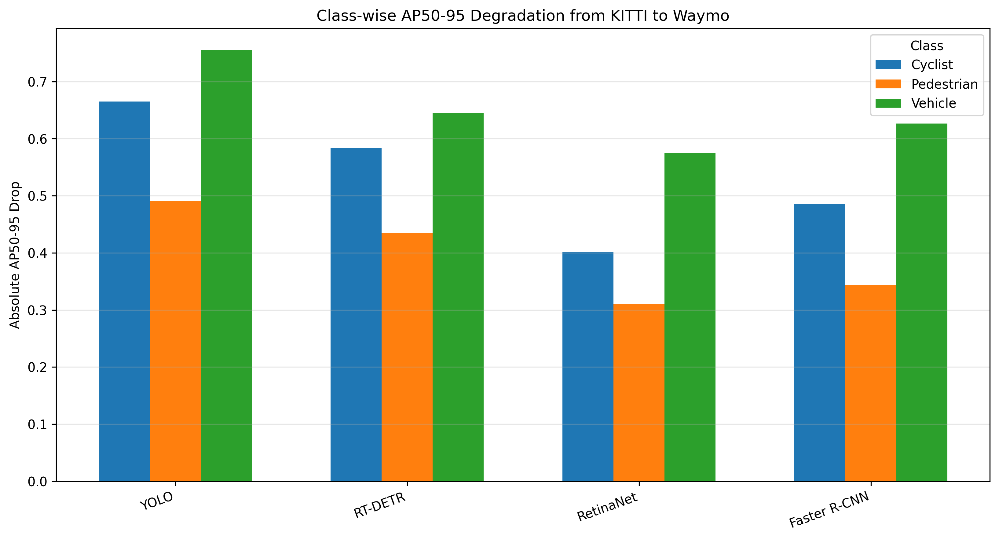 Class-wise AP50-95 Degradation from KITTI to Waymo
Absolute AP50-95 Drop
0.7
0.6
0.5
0.4
0.3
0.2
0.1
0.0
YOLO
RT-DETR
RetinaNet
Faster R-CNN
Class
Cyclist
Pedestrian
Vehicle